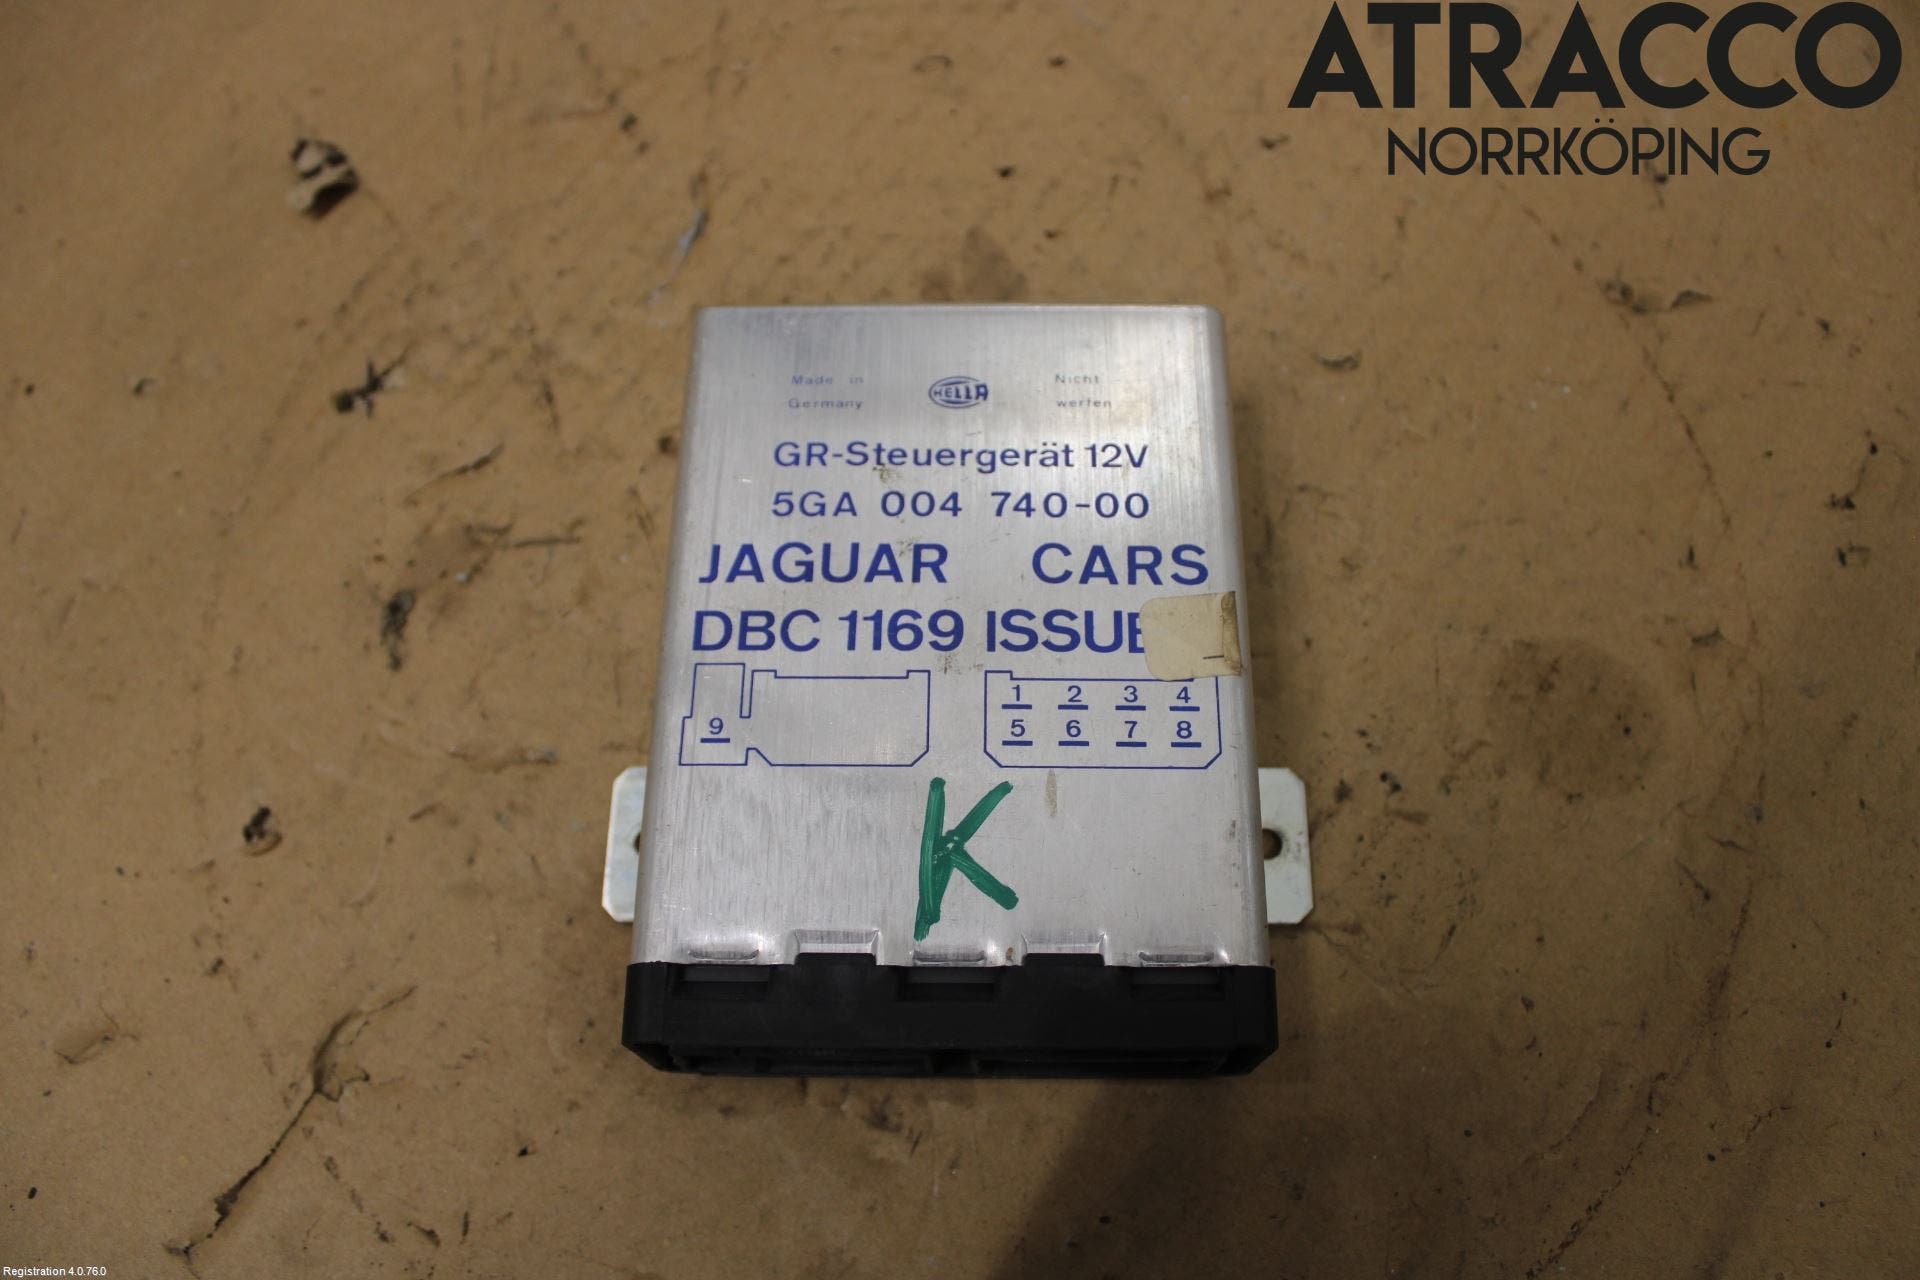 ATRACCO
NORRKÖPING
Made in
Germany
HELLA
Nicht
werfen
GR-Steuergerät 12V
5GA 004 740-00
JAGUAR CARS
DBC 1169 ISSUE
9
1 2 3 4
5 6 7 8
K
Registration 4.0.76.0